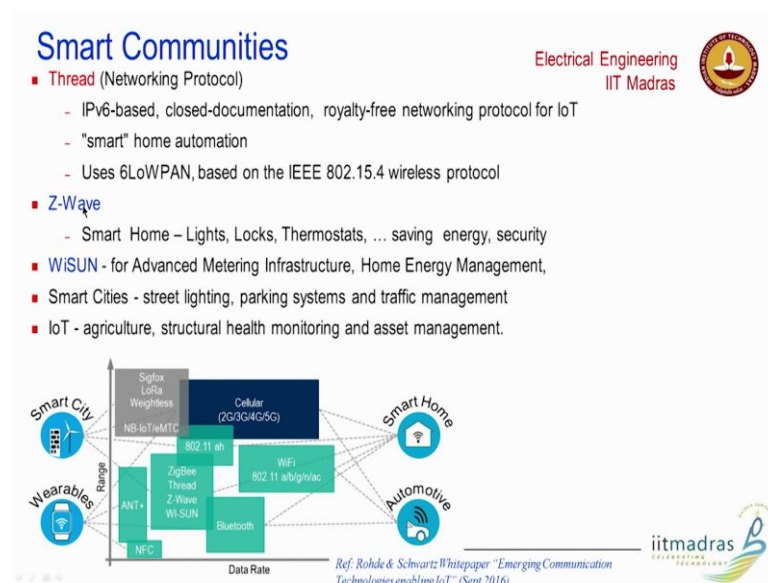 Smart Communities
Electrical Engineering
IIT Madras
Thread (Networking Protocol)
IPv6-based, closed-documentation, royalty-free networking protocol for IoT
"smart" home automation
Uses 6LoWPAN, based on the IEEE 802.15.4 wireless protocol
Z-Wave
Smart Home – Lights, Locks, Thermostats, … saving energy, security
WiSUN - for Advanced Metering Infrastructure, Home Energy Management,
Smart Cities - street lighting, parking systems and traffic management
IoT - agriculture, structural health monitoring and asset management.
Smart City
Wearables
Range
Sigfox
LoRa
Weightless
NB-IoT/eMTC
Cellular
(2G/3G/4G/5G)
802.11 ah
WiFi
802.11 a/b/g/n/ac
ZigBee
Thread
Z-Wave
WI-SUN
ANT+
Bluetooth
NFC
Data Rate
Smart Home
Automotive
iitmadras
CELEBRATING
TECHNOLOGY
Ref: Rohde & Schwartz Whitepaper "Emerging Communication
Technologies enabling IoT" (Sept 2016)